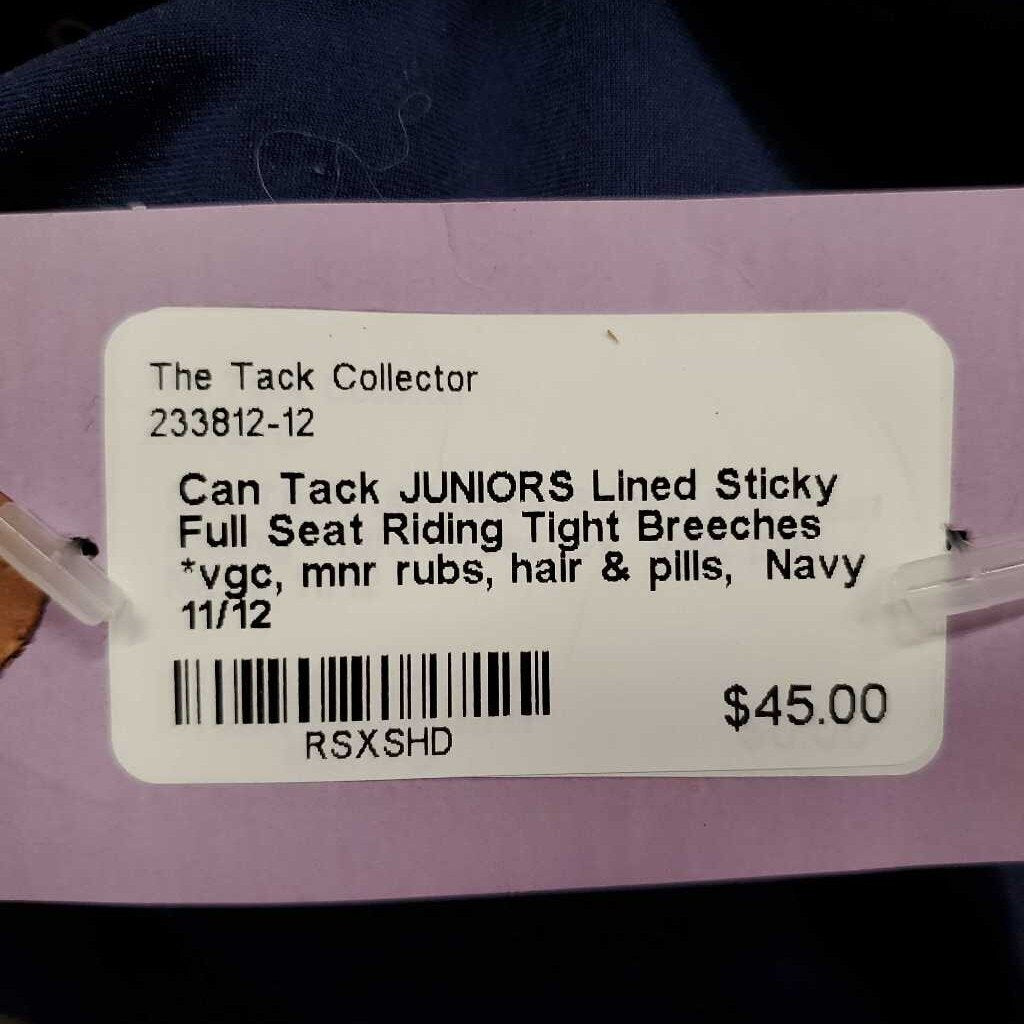 The Tack Collector
233812-12
Can Tack JUNIORS Lined Sticky
Full Seat Riding Tight Breeches
*vgc, mnr rubs, hair & pills, Navy
11/12
RSXSHD
$45.00